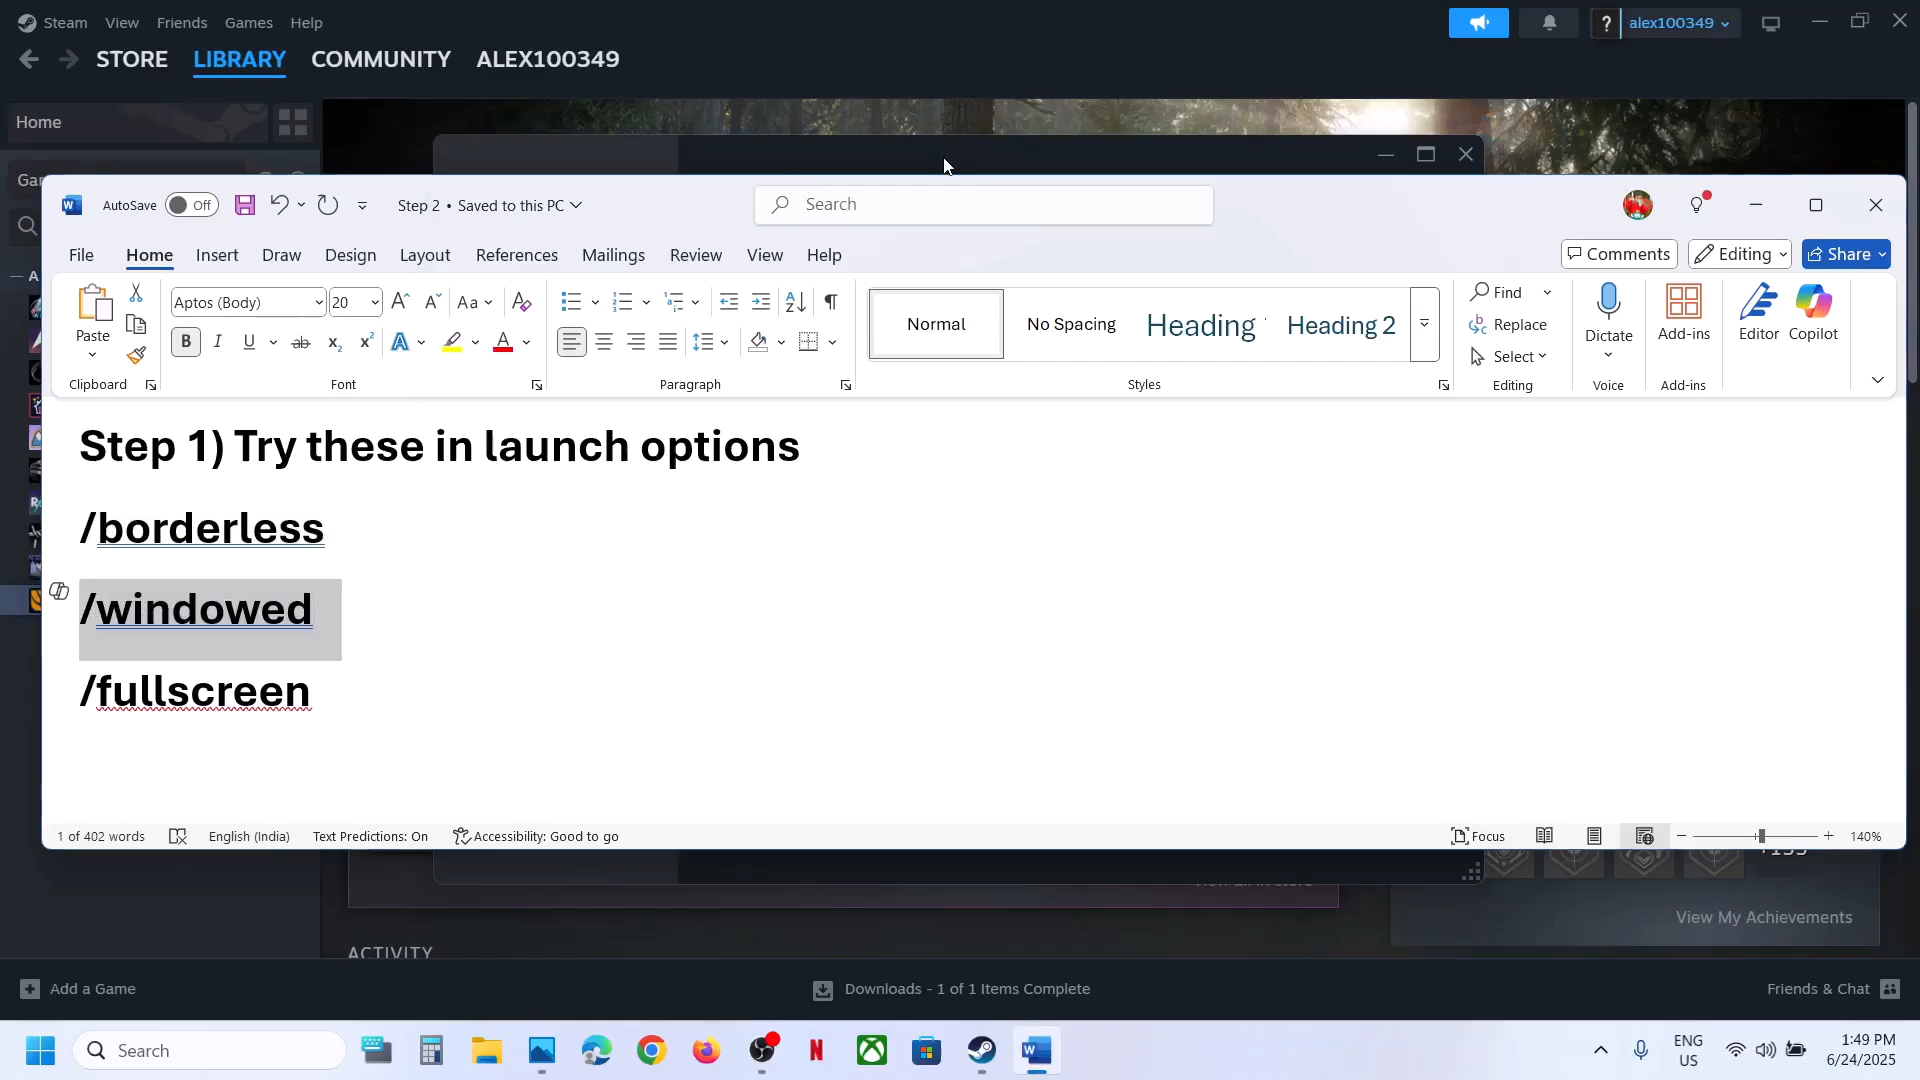 Steam View Friends Games Help
alex100349
STORE LIBRARY COMMUNITY ALEX100349
Home
AutoSave Off Step 2 • Saved to this PC Search
File Home Insert Draw Design Layout References Mailings Review View Help Comments Editing Share
Paste Aptos (Body) 20 Normal No Spacing Heading Heading 2 Find Replace Select Dictate Add-ins Editor Copilot
Clipboard Font Paragraph Styles Editing Voice Add-ins
Step 1) Try these in launch options
/borderless
/windowed
/fullscreen
1 of 402 words English (India) Text Predictions: On Accessibility: Good to go Focus 140%
View My Achievements
ACTIVITY
Add a Game Downloads - 1 of 1 Items Complete Friends & Chat
Search ENG US 1:49 PM 6/24/2025